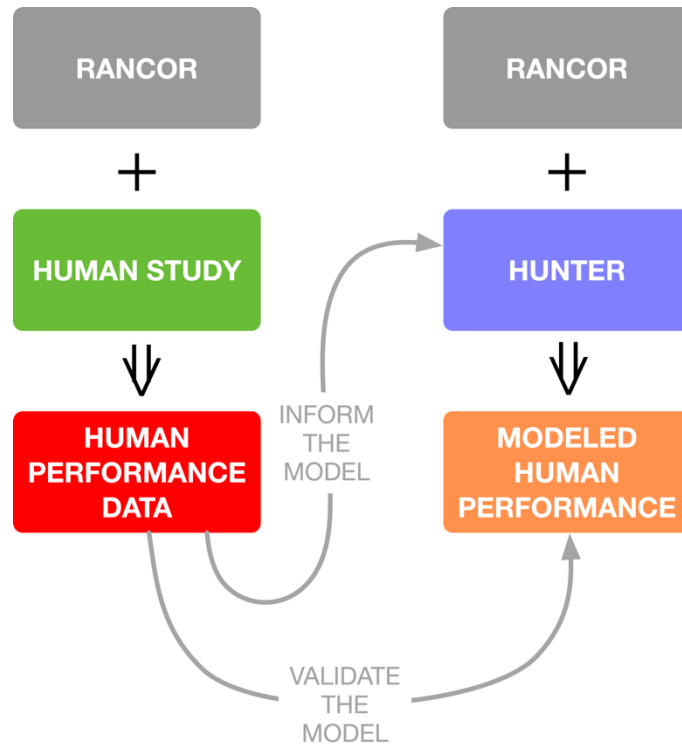 RANCOR
+
HUMAN STUDY
⇓
HUMAN
PERFORMANCE
DATA
INFORM
THE
MODEL
RANCOR
+
HUNTER
⇓
MODELED
HUMAN
PERFORMANCE
VALIDATE
THE
MODEL